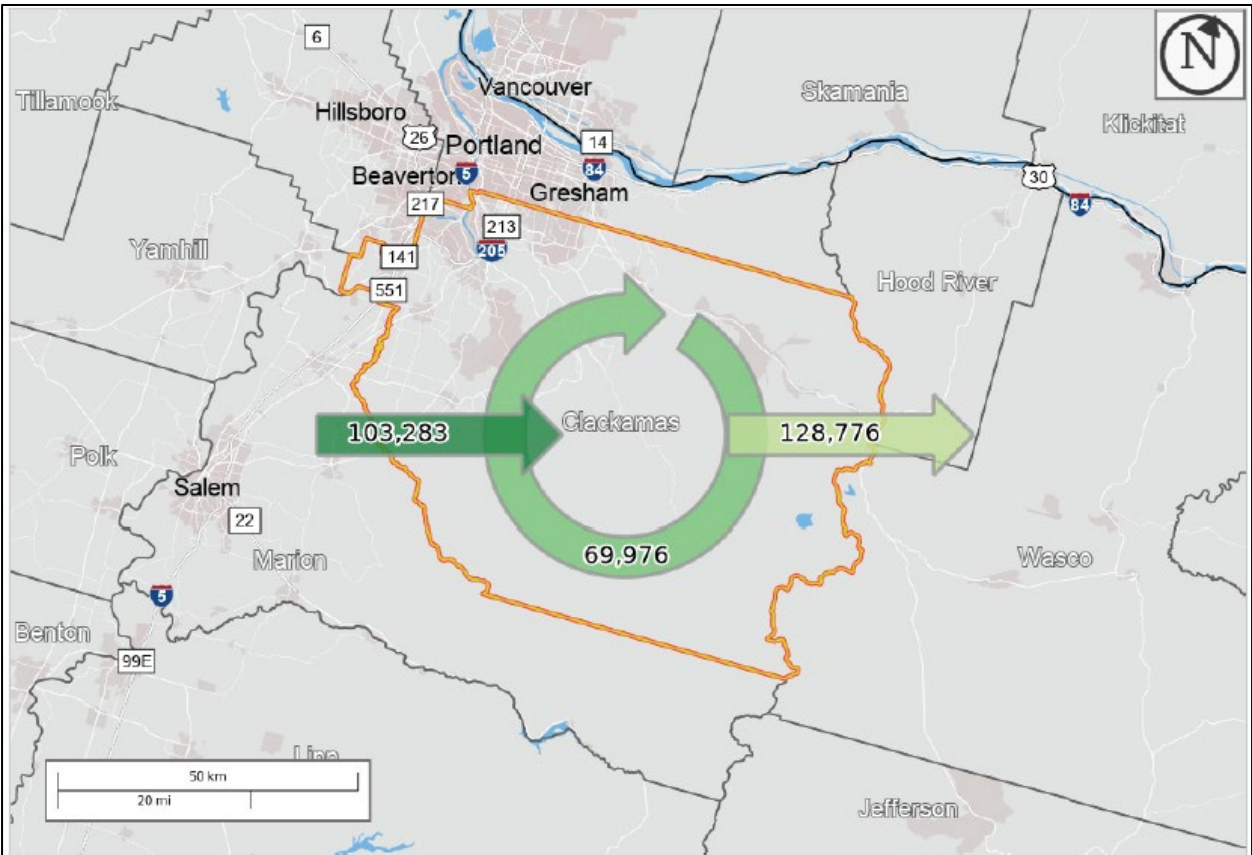 N
6
Tillamook
Vancouver
Skamania
Klickitat
Hillsboro
26
Portland
14
Beaverton
5
84
30
Gresham
217
84
213
205
Yamhill
141
Hood River
551
Clackamas
103,283
128,776
Polk
Salem
22
69,976
Marion
Wasco
5
Benton
99E
Linn
50 km
20 mi
Jefferson